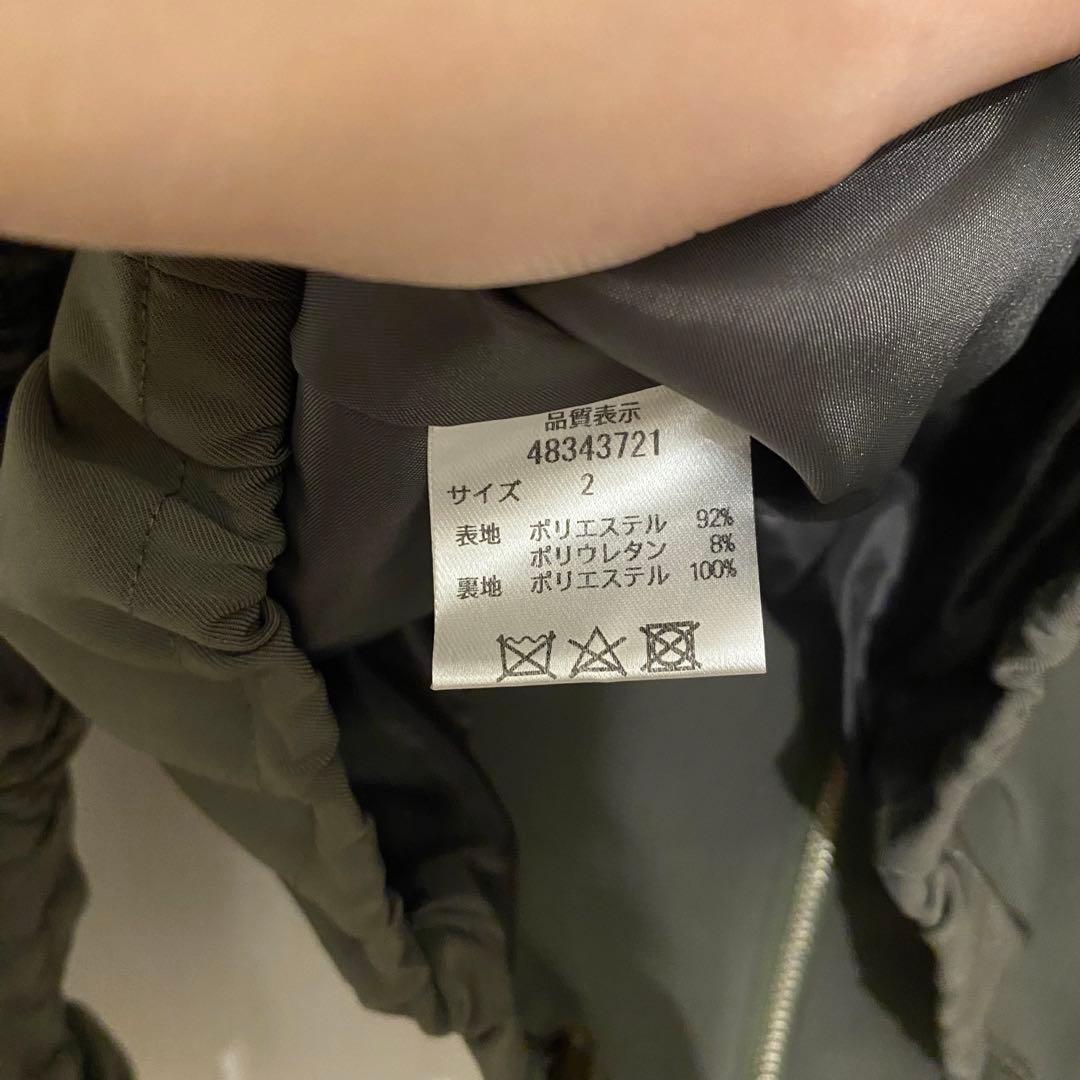 品質表示
48343721
サイズ 2
表地 ポリエステル 92%
ポリウレタン 8%
裏地 ポリエステル 100%